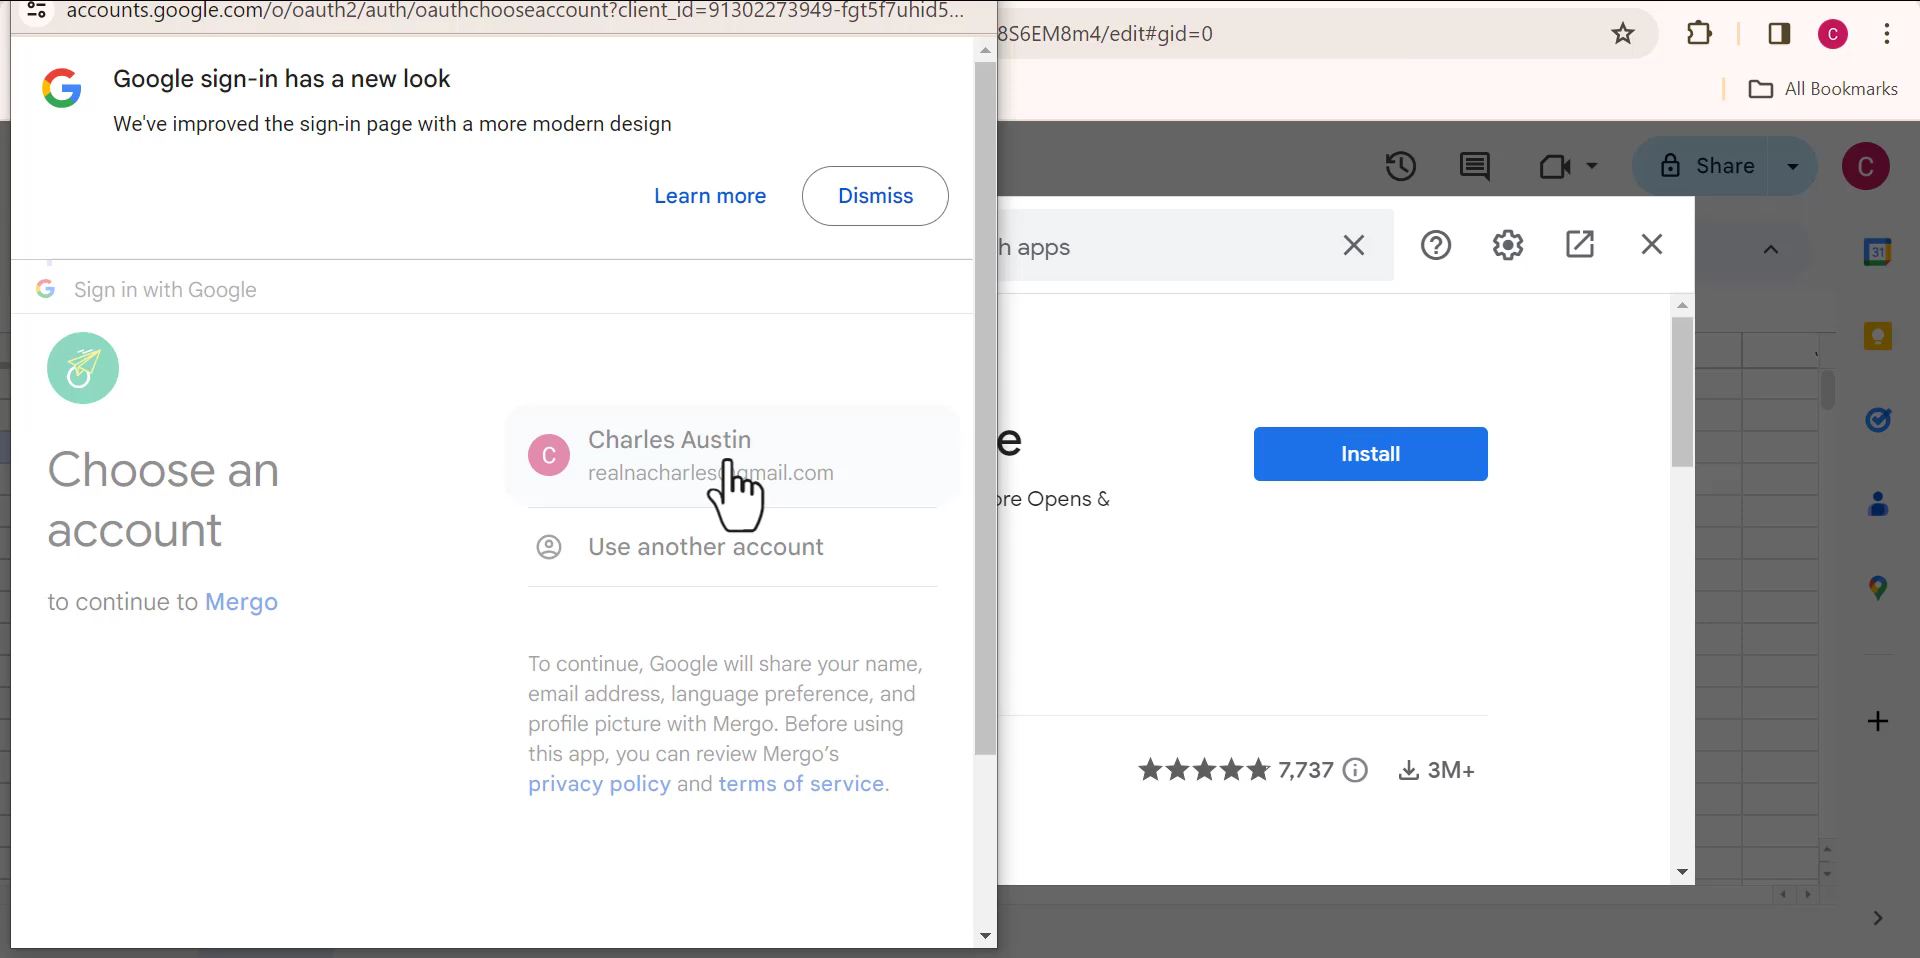 accounts.google.com/o/oauth2/auth/oauthchooseaccount?client_id=91302273949-fgt5f7uhid5...
8S6EM8m4/edit#gid=0
C
All Bookmarks
Google sign-in has a new look
We've improved the sign-in page with a more modern design
Learn more
Dismiss
Share
C
h apps
31
Sign in with Google
Choose an
account
to continue to Mergo
C
Charles Austin
realnacharles@gmail.com
Use another account
To continue, Google will share your name,
email address, language preference, and
profile picture with Mergo. Before using
this app, you can review Mergo's
privacy policy and terms of service.
e
Install
ore Opens &
7,737
3M+